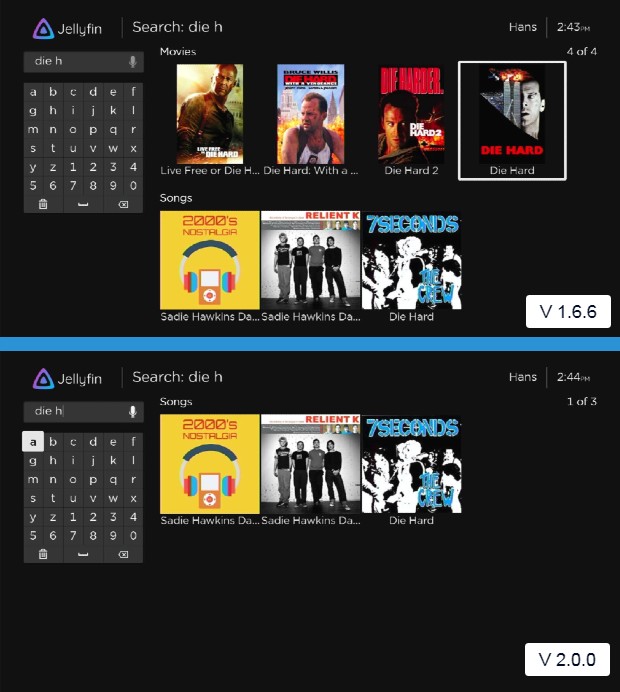 Jellyfin
Search: die h
Hans
2:43PM
die h
Movies
4 of 4
a b c d e f
g h i j k l
m n o p q r
s t u v w x
y z 1 2 3 4
5 6 7 8 9 0
LIVE FREE
OR DIE HARD
BRUCE WILLIS
DIE HARD
WITH A VENGEANCE
DIE HARDER.
DIE
HARD2
DIE HARD
Live Free or Die H...
Die Hard: With a ...
Die Hard 2
Die Hard
Songs
2000's
NOSTALGIA
RELIENT K
7SECONDS
THE
CREW
Sadie Hawkins Da...
Sadie Hawkins Da...
Die Hard
V 1.6.6
Jellyfin
Search: die h
Hans
2:44PM
die h
Songs
1 of 3
a b c d e f
g h i j k l
m n o p q r
s t u v w x
y z 1 2 3 4
5 6 7 8 9 0
2000's
NOSTALGIA
RELIENT K
7SECONDS
THE
CREW
Sadie Hawkins Da...
Sadie Hawkins Da...
Die Hard
V 2.0.0